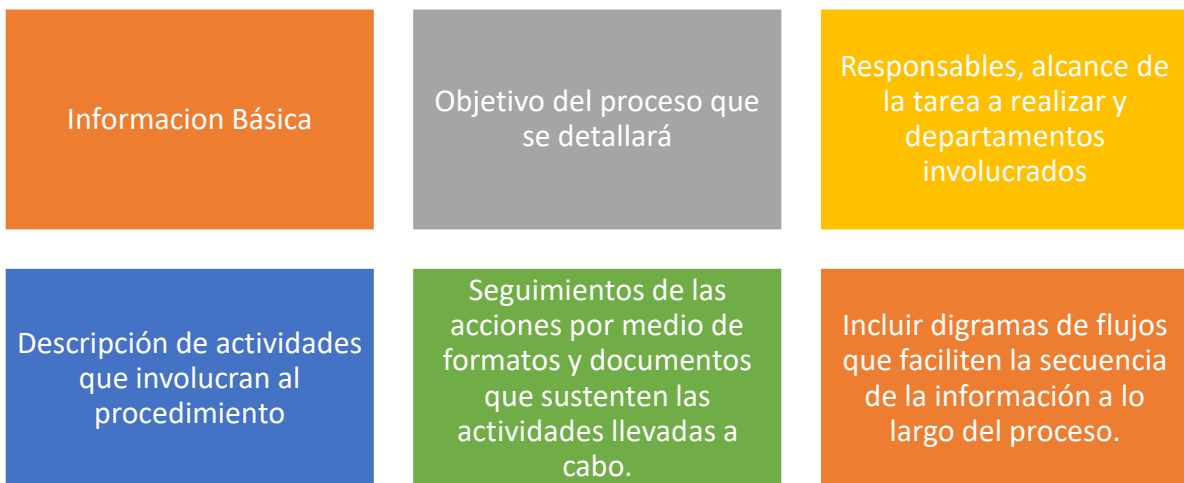 Informacion Básica
Objetivo del proceso que
se detallará
Responsables, alcance de
la tarea a realizar y
departamentos
involucrados
Descripción de actividades
que involucran al
procedimiento
Seguimientos de las
acciones por medio de
formatos y documentos
que sustenten las
actividades llevadas a
cabo.
Incluir digramas de flujos
que faciliten la secuencia
de la información a lo
largo del proceso.